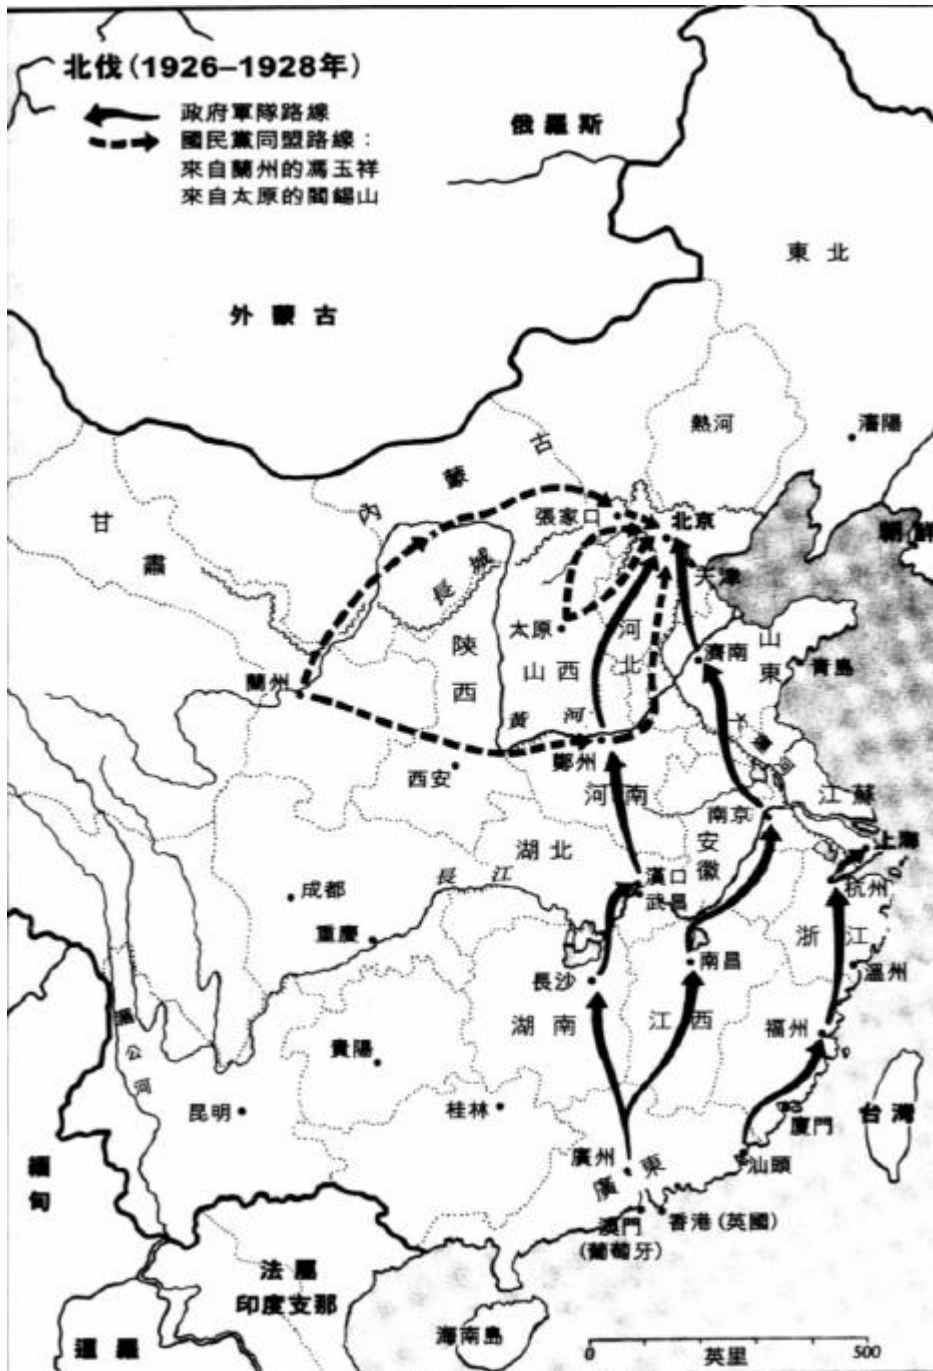 北伐(1926–1928年)
政府軍隊路線
國民黨同盟路線：
來自蘭州的馮玉祥
來自太原的閻錫山
俄羅斯
東北
外蒙古
熱河
瀋陽
內蒙古
甘肅
張家口
北京
朝鮮
長城
天津
陝西
太原
山西
河北
濟南
山東
青島
蘭州
黃河
大運河
鄭州
西安
河南
江蘇
南京
安徽
上海
湖北
漢口
武昌
長江
成都
杭州
重慶
浙江
南昌
溫州
長沙
湖南
江西
福州
貴陽
湄公河
昆明
桂林
廈門
台灣
廣州
廣東
汕頭
緬甸
澳門
(葡萄牙)
香港(英國)
法屬
印度支那
暹羅
海南島
0
500
英里